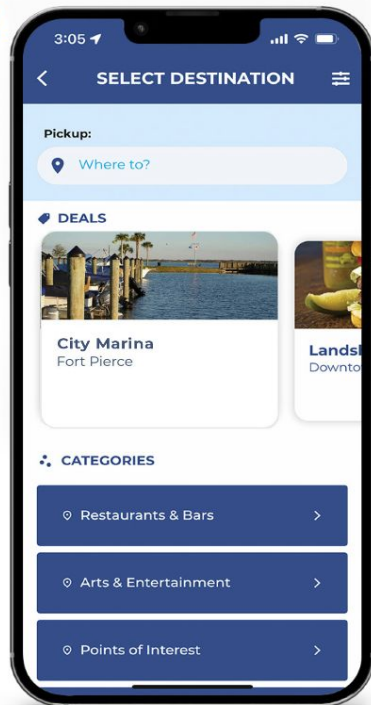 3:05
SELECT DESTINATION
Pickup:
Where to?
DEALS
City Marina
Fort Pierce
CATEGORIES
Restaurants & Bars
Arts & Entertainment
Points of Interest